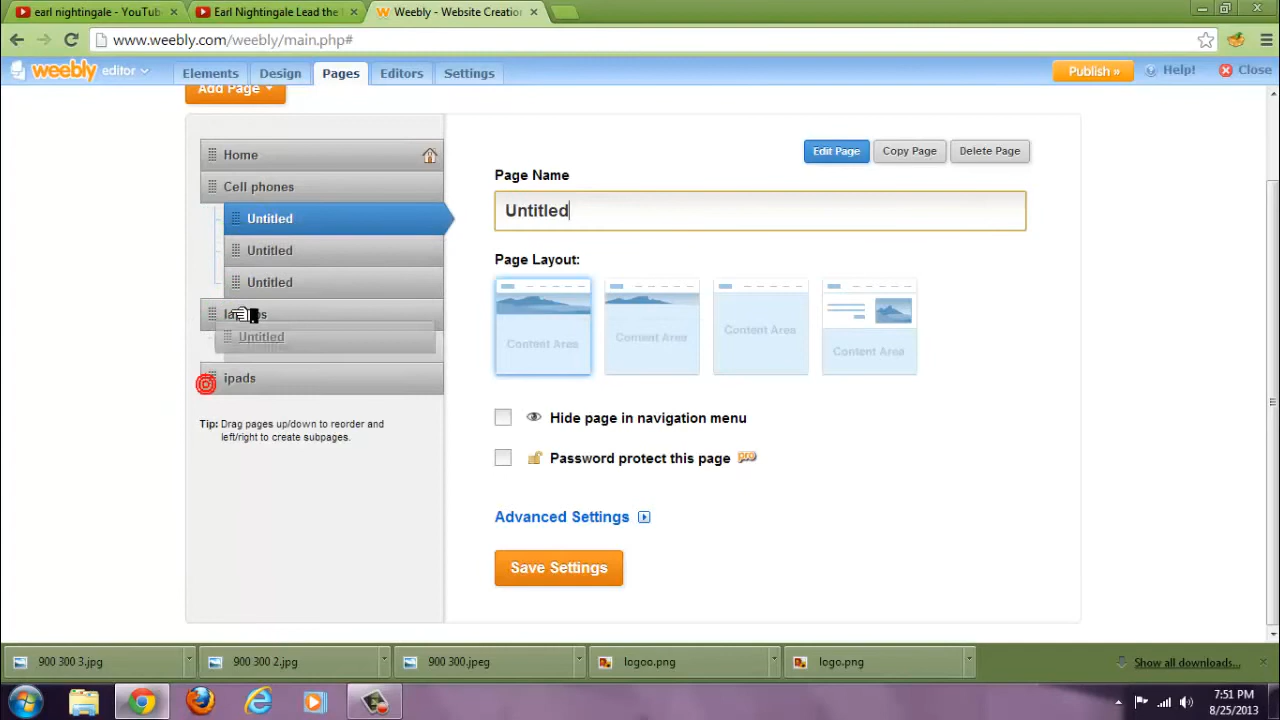 earl nightingale - YouTub
Earl Nightingale Lead the
Weebly - Website Creatio
www.weebly.com/weebly/main.php#
weebly editor
Elements
Design
Pages
Editors
Settings
Publish »
Help!
Close
Add Page
Home
Cell phones
Untitled
Untitled
Untitled
Untitled
ipads
Tip: Drag pages up/down to reorder and
left/right to create subpages.
Edit Page
Copy Page
Delete Page
Page Name
Untitled
Page Layout:
Content Area
Content Area
Content Area
Content Area
Hide page in navigation menu
Password protect this page pro
Advanced Settings
Save Settings
900 300 3.jpg
900 300 2.jpg
900 300.jpeg
logoo.png
logo.png
Show all downloads...
7:51 PM
8/25/2013